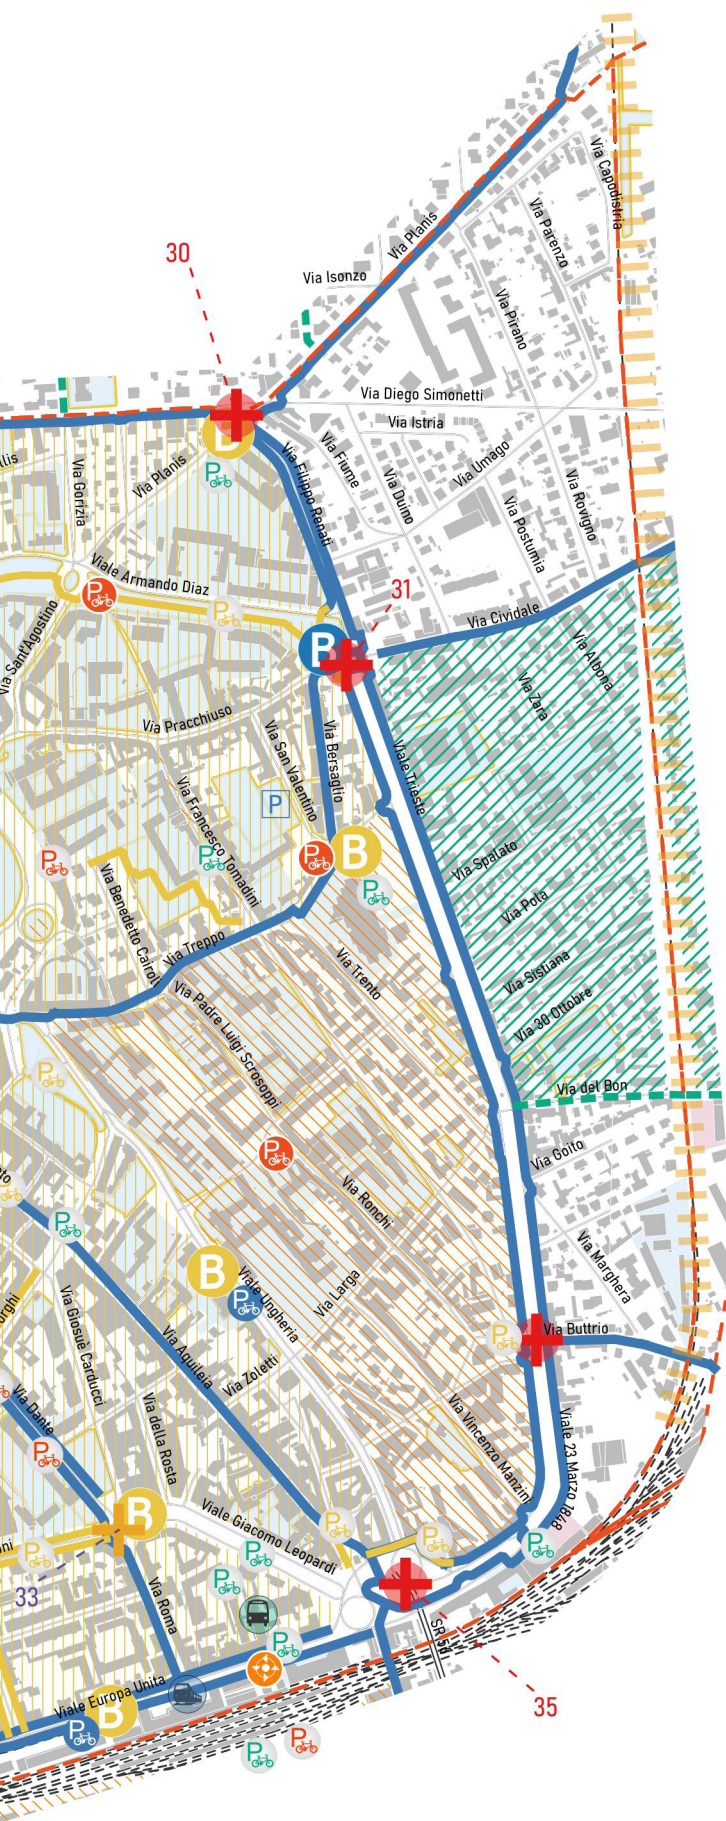 Via Capodistria
Via Planis
Via Parenzo
30
Via Isonzo
Via Pirano
Via Diego Simonetti
Via Istria
Via Fiume
Via Umago
Via Gorizia
Via Planis
Via Filippo Renati
Via Duino
Via Rovigno
Via Postumia
Viale Armando Diaz
P
P
P
31
Via Cividale
Via Sant'Agostino
B
Via Albona
Via Zara
Via Pracchiuso
Via San Valentino
Via Bersaglio
Viale Trieste
P
Via Francesco Tomadini
P
P
P
B
P
Via Spalato
Via Benedetto Cairoli
Via Pola
Via Treppo
Via Trento
Via Sistiana
Via Padre Luigi Scrosoppi
Via 30 Ottobre
P
Via del Bon
P
Via Goito
Via Ronchi
P
Via Marghera
B
Viale Ungheria
P
Via Larga
Via Giosuè Carducci
Via Aquileia
Via Zoletti
P
Via Buttrio
Via Dante
Via della Rosta
Via Vincenzo Manzini
Viale 23 Marzo 1848
P
B
Viale Giacomo Leopardi
P
P
P
P
P
P
33
Via Roma
P
SR 56
35
Viale Europa Unita
B
P
P
P